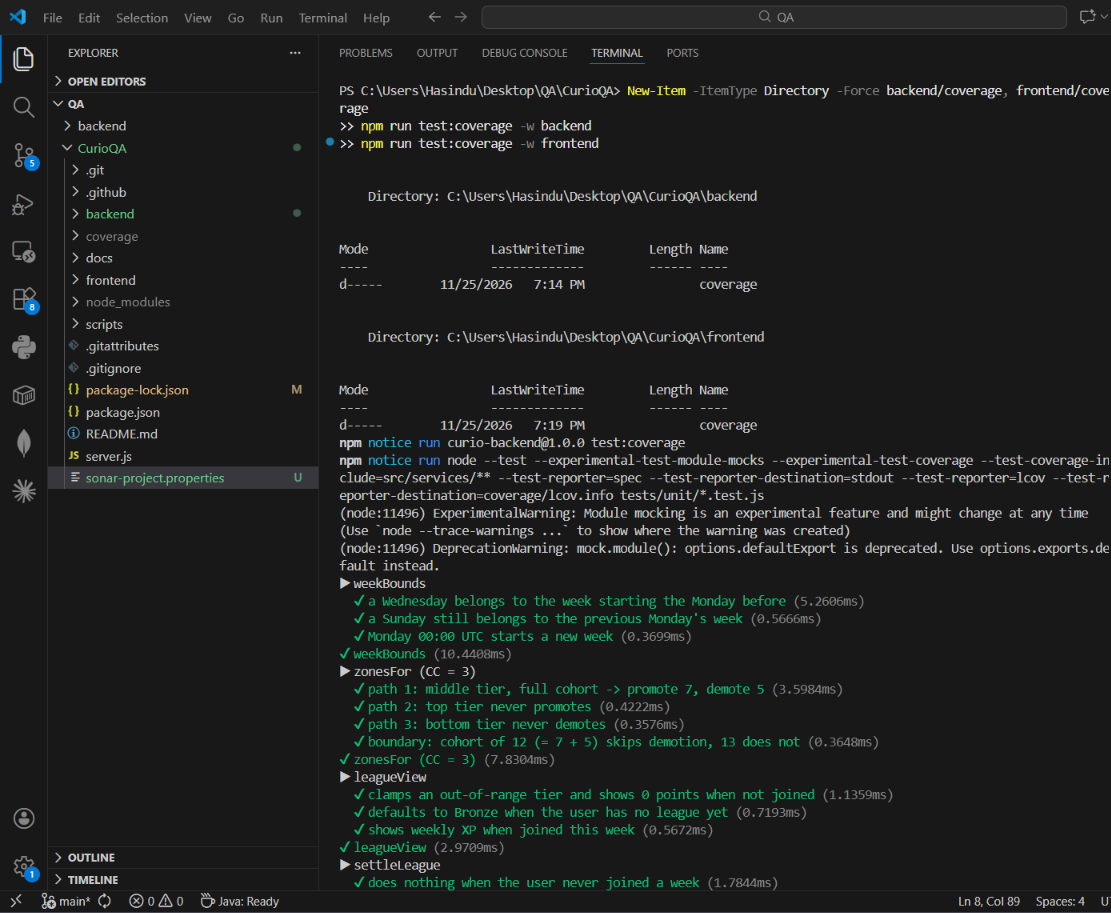 File Edit Selection View Go Run Terminal Help
QA
EXPLORER
OPEN EDITORS
QA
backend
CurioQA
.git
.github
backend
coverage
docs
frontend
node_modules
scripts
.gitattributes
.gitignore
package-lock.json M
package.json
README.md
JS server.js
sonar-project.properties U
OUTLINE
TIMELINE
5
8
1
PROBLEMS OUTPUT DEBUG CONSOLE TERMINAL PORTS
PS C:\Users\Hasindu\Desktop\QA\CurioQA> New-Item -ItemType Directory -Force backend/coverage, frontend/cove
rage
>> npm run test:coverage -w backend
>> npm run test:coverage -w frontend
Directory: C:\Users\Hasindu\Desktop\QA\CurioQA\backend
Mode LastWriteTime Length Name
---- ------------- ------ ----
d----- 11/25/2026 7:14 PM coverage
Directory: C:\Users\Hasindu\Desktop\QA\CurioQA\frontend
Mode LastWriteTime Length Name
---- ------------- ------ ----
d----- 11/25/2026 7:19 PM coverage
npm notice run curio-backend@1.0.0 test:coverage
npm notice run node --test --experimental-test-module-mocks --experimental-test-coverage --test-coverage-in
clude=src/services/** --test-reporter=spec --test-reporter-destination=stdout --test-reporter=lcov --test-r
eporter-destination=coverage/lcov.info tests/unit/*.test.js
(node:11496) ExperimentalWarning: Module mocking is an experimental feature and might change at any time
(Use `node --trace-warnings ...` to show where the warning was created)
(node:11496) DeprecationWarning: mock.module(): options.defaultExport is deprecated. Use options.exports.de
fault instead.
▶ weekBounds
✓ a Wednesday belongs to the week starting the Monday before (5.2606ms)
✓ a Sunday still belongs to the previous Monday's week (0.5666ms)
✓ Monday 00:00 UTC starts a new week (0.3699ms)
✓ weekBounds (10.4408ms)
▶ zonesFor (CC = 3)
✓ path 1: middle tier, full cohort -> promote 7, demote 5 (3.5984ms)
✓ path 2: top tier never promotes (0.4222ms)
✓ path 3: bottom tier never demotes (0.3576ms)
✓ boundary: cohort of 12 (= 7 + 5) skips demotion, 13 does not (0.3648ms)
✓ zonesFor (CC = 3) (7.8304ms)
▶ leagueView
✓ clamps an out-of-range tier and shows 0 points when not joined (1.1359ms)
✓ defaults to Bronze when the user has no league yet (0.7193ms)
✓ shows weekly XP when joined this week (0.5672ms)
✓ leagueView (2.9709ms)
▶ settleLeague
✓ does nothing when the user never joined a week (1.7844ms)
main* 0 0 Java: Ready Ln 8, Col 89 Spaces: 4